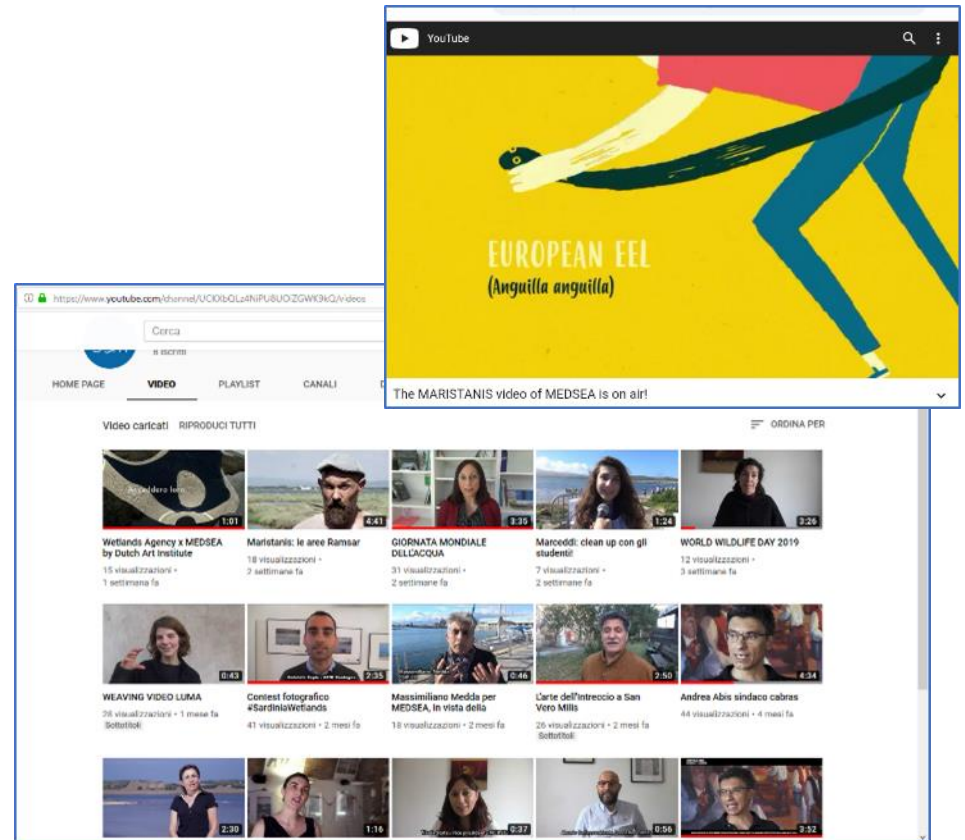 YouTube
EUROPEAN EEL
(Anguilla anguilla)
The MARISTANIS video of MEDSEA is on air!
Cerca
8 iscritti
HOME PAGE
VIDEO
PLAYLIST
CANALI
Video caricati
RIPRODUCI TUTTI
ORDINA PER
1:01
4:41
3:35
1:24
3:26
Wetlands Agency x MEDSEA
by Dutch Art Institute
15 visualizzazioni •
1 settimana fa
Maristanis: le aree Ramsar
18 visualizzazioni •
2 settimane fa
GIORNATA MONDIALE
DELL'ACQUA
31 visualizzazioni •
2 settimane fa
Marceddì: clean up con gli
studenti!
7 visualizzazioni •
2 settimane fa
WORLD WILDLIFE DAY 2019
12 visualizzazioni •
3 settimane fa
0:43
2:35
0:46
2:50
4:34
WEAVING VIDEO LUMA
26 visualizzazioni • 1 mese fa
Sottotitoli
Contest fotografico
#SardiniaWetlands
41 visualizzazioni • 2 mesi fa
Massimiliano Medda per
MEDSEA, in vista della
18 visualizzazioni • 2 mesi fa
L'arte dell'intreccio a San
Vero Milis
26 visualizzazioni • 2 mesi fa
Sottotitoli
Andrea Abis sindaco cabras
44 visualizzazioni • 4 mesi fa
2:30
1:16
0:37
0:56
3:52